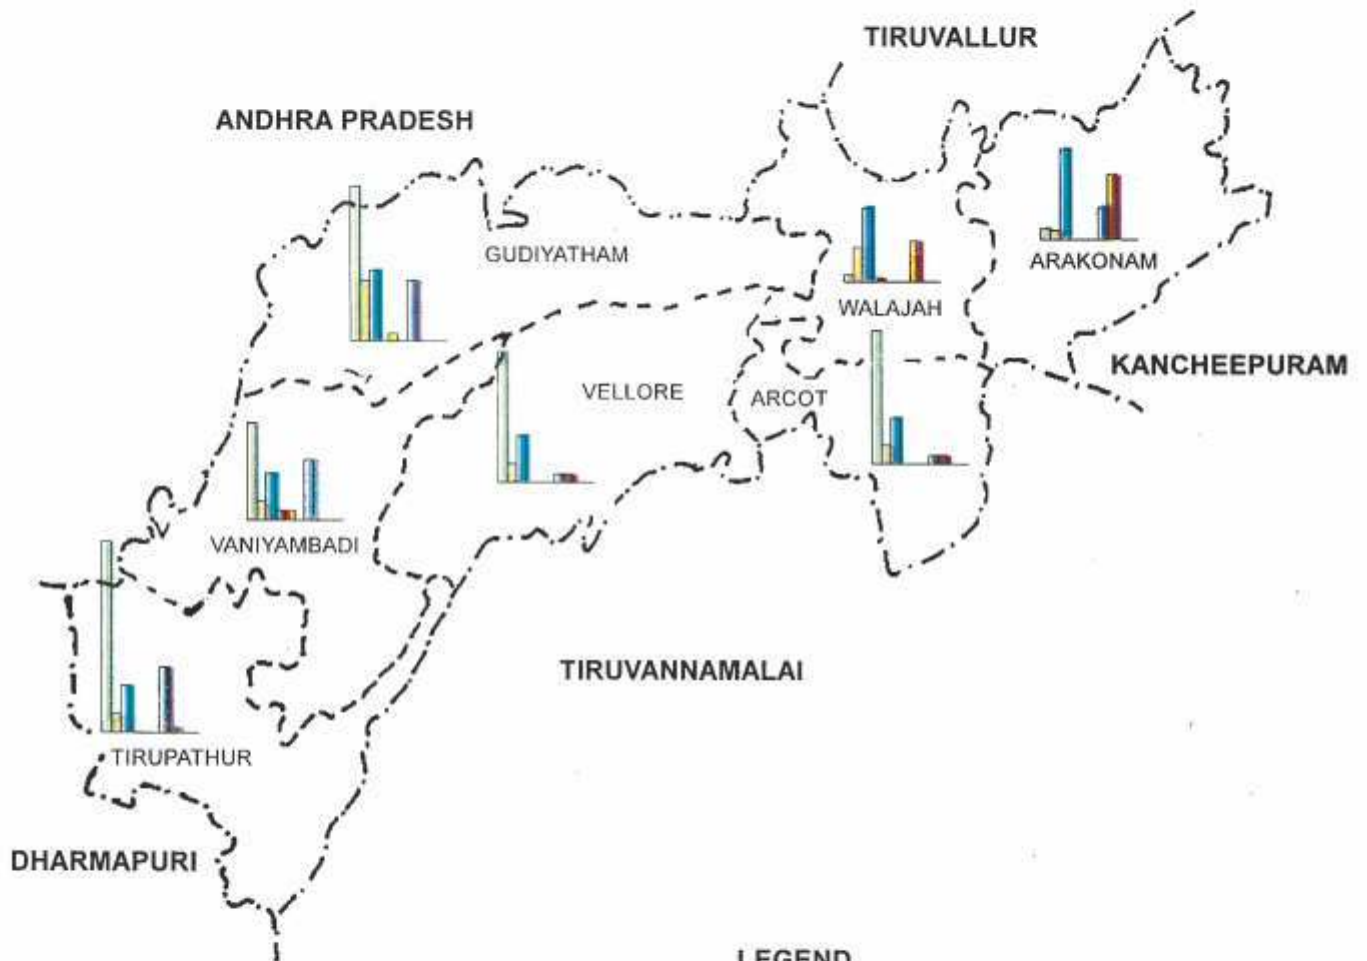 TIRUVALLUR
ANDHRA PRADESH
GUDIYATHAM
ARAKONAM
WALAJAH
KANCHEEPURAM
VELLORE
ARCOT
VANIYAMBADI
TIRUVANNAMALAI
TIRUPATHUR
DHARMAPURI
LEGEND